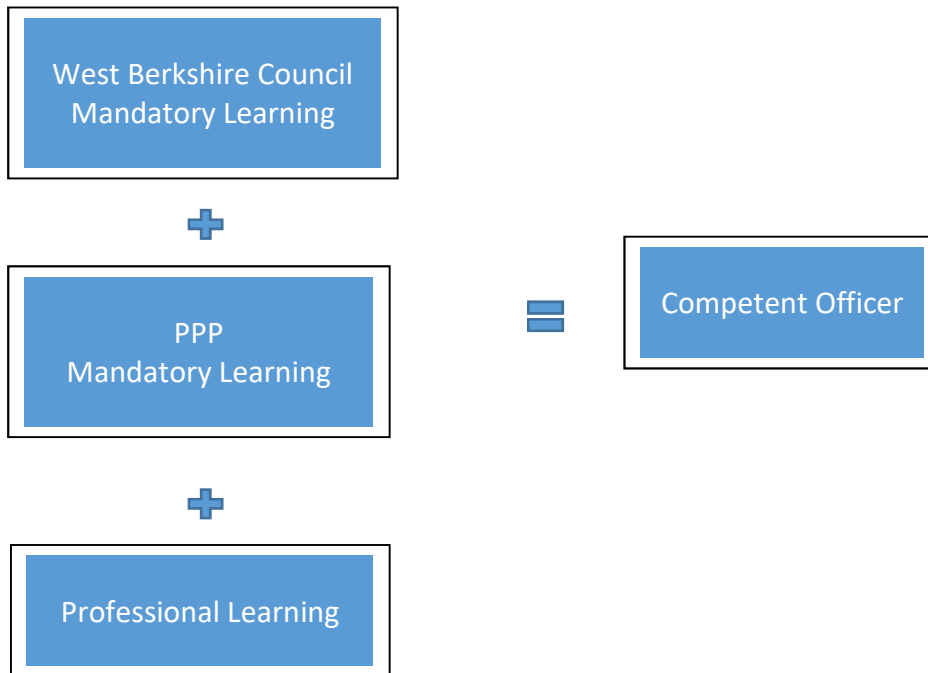 West Berkshire Council
Mandatory Learning
PPP
Mandatory Learning
Competent Officer
Professional Learning